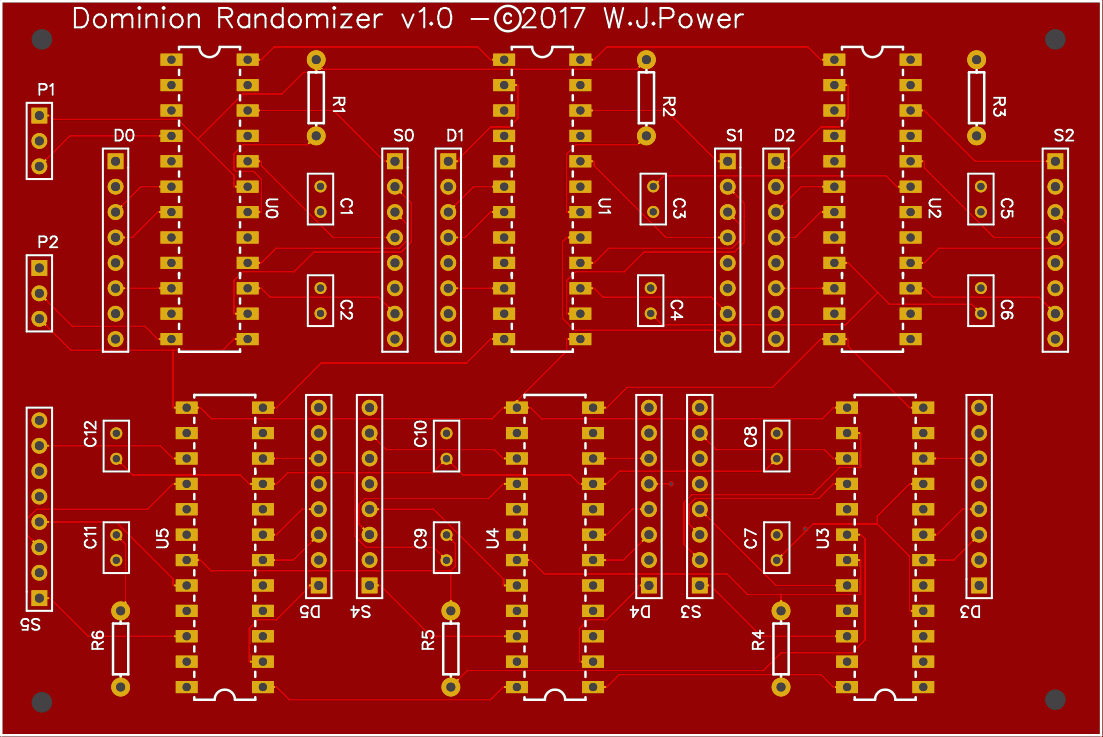 Dominion Randomizer v1.0 -©2017 W.J.Power
P1
D0
U0
R1
C1
C2
S0
D1
U1
R2
C3
C4
S1
D2
U2
R3
C5
C6
S2
P2
S5
C12
C11
R6
U5
D5
S4
C10
C9
R5
U4
D4
S3
C8
C7
R4
U3
D3